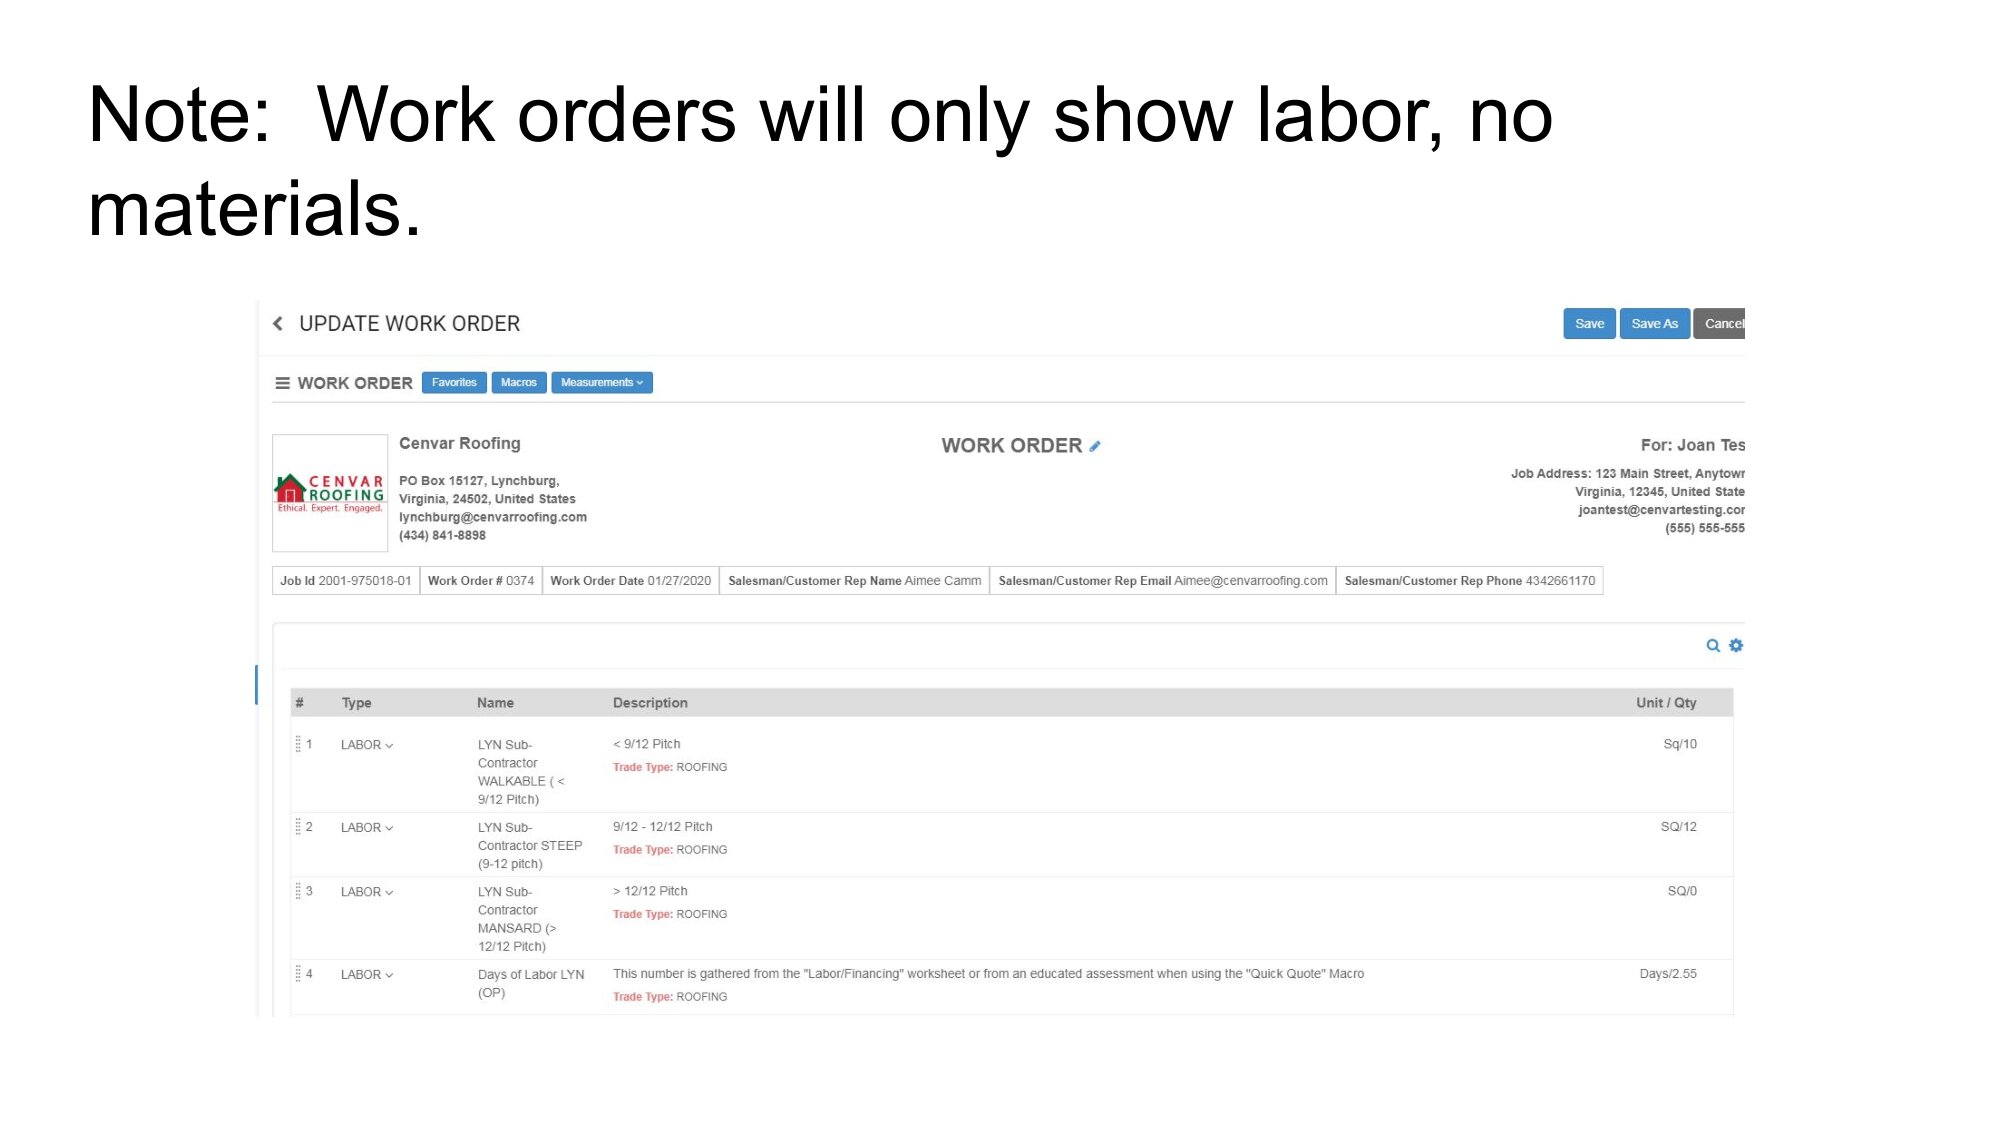 Note:  Work orders will only show labor, no
materials.
UPDATE WORK ORDER
Save Save As Cancel
WORK ORDER Favorites Macros Measurements
CENVAR
ROOFING
Ethical. Expert. Engaged.
Cenvar Roofing
PO Box 15127, Lynchburg,
Virginia, 24502, United States
lynchburg@cenvarroofing.com
(434) 841-8898
WORK ORDER
For: Joan Tes
Job Address: 123 Main Street, Anytown
Virginia, 12345, United State
joantest@cenvartesting.com
(555) 555-555
Job Id 2001-975018-01 Work Order # 0374 Work Order Date 01/27/2020 Salesman/Customer Rep Name Aimee Camm Salesman/Customer Rep Email Aimee@cenvarroofing.com Salesman/Customer Rep Phone 4342661170
# Type Name Description Unit / Qty
1 LABOR LYN Sub-
Contractor
WALKABLE ( <
9/12 Pitch)
< 9/12 Pitch
Trade Type: ROOFING
Sq/10
2 LABOR LYN Sub-
Contractor STEEP
(9-12 pitch)
9/12 - 12/12 Pitch
Trade Type: ROOFING
SQ/12
3 LABOR LYN Sub-
Contractor
MANSARD (>
12/12 Pitch)
> 12/12 Pitch
Trade Type: ROOFING
SQ/0
4 LABOR Days of Labor LYN
(OP)
This number is gathered from the "Labor/Financing" worksheet or from an educated assessment when using the "Quick Quote" Macro
Trade Type: ROOFING
Days/2.55